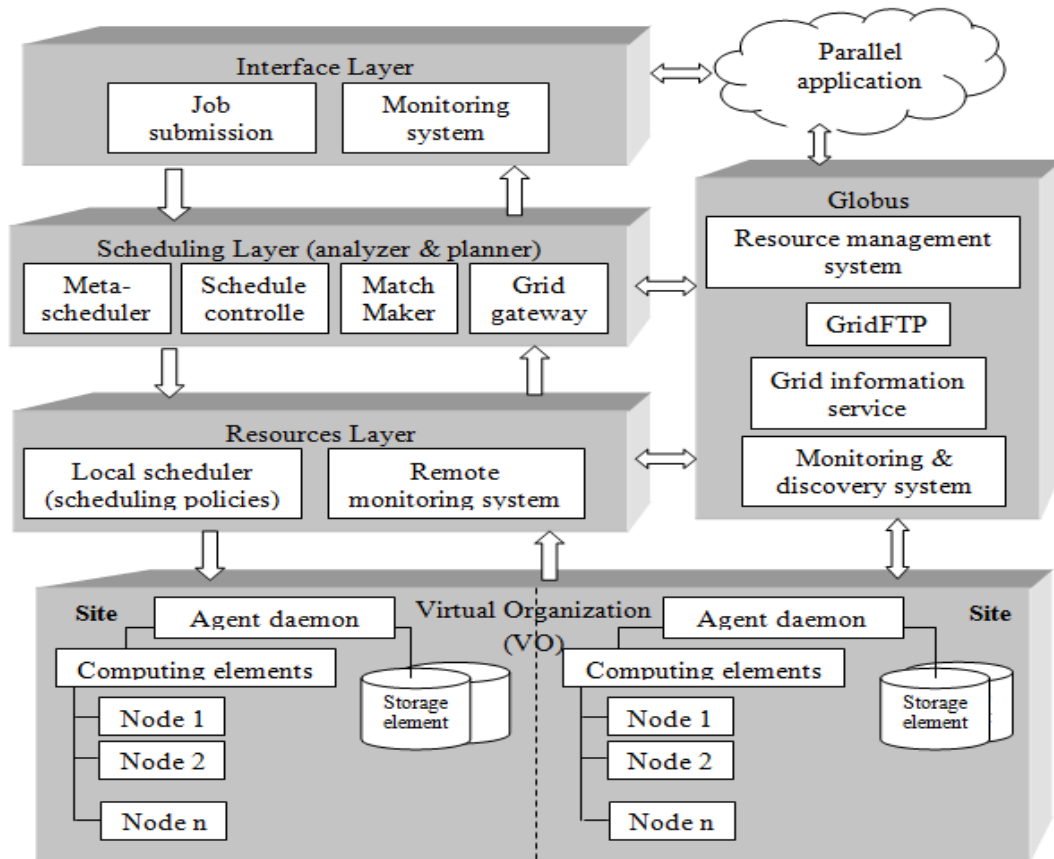 Interface Layer
Job
submission
Monitoring
system
Parallel
application
Scheduling Layer (analyzer & planner)
Meta-
scheduler
Schedule
controlle
Match
Maker
Grid
gateway
Globus
Resource management
system
GridFTP
Grid information
service
Monitoring &
discovery system
Resources Layer
Local scheduler
(scheduling policies)
Remote
monitoring system
Virtual Organization
(VO)
Site
Agent daemon
Computing elements
Node 1
Node 2
Node n
Storage
element
Site
Agent daemon
Computing elements
Node 1
Node 2
Node n
Storage
element